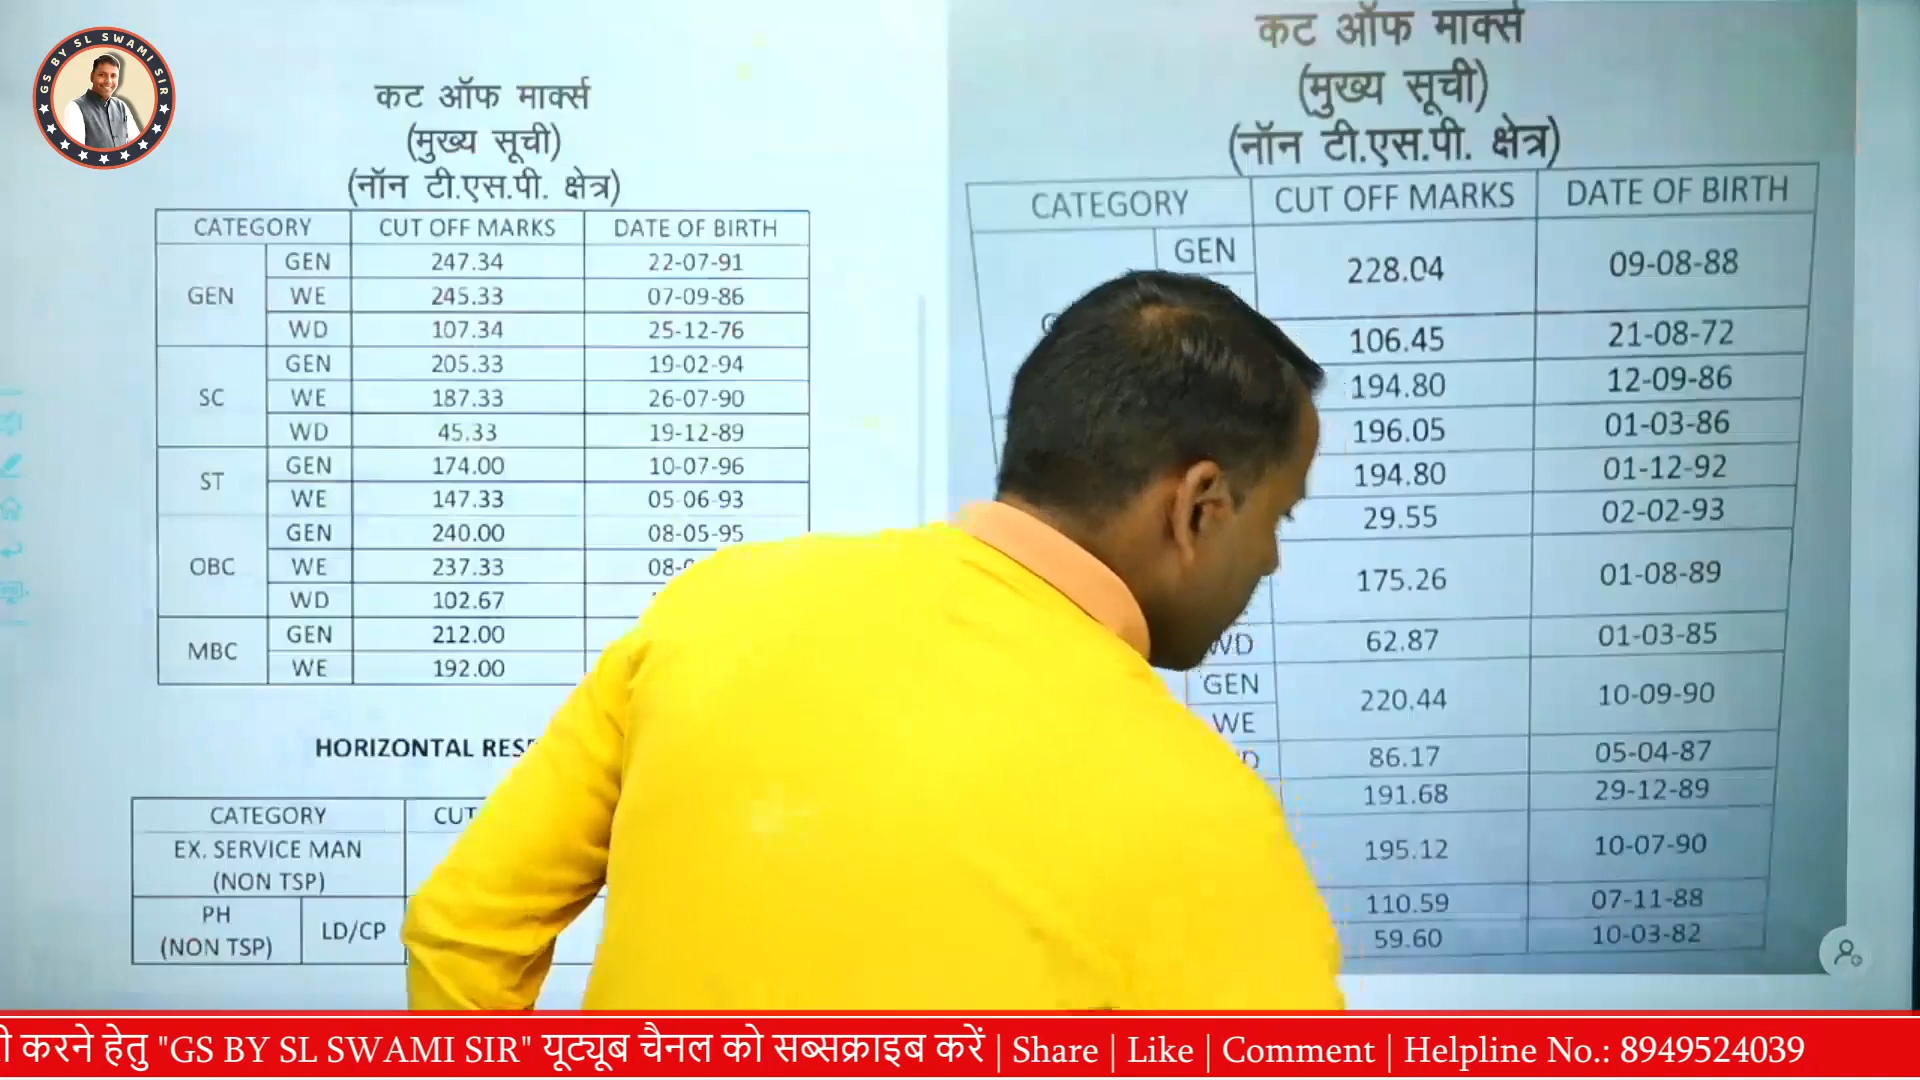 GS BY SL SWAMI SIR
कट ऑफ मार्क्स
(मुख्य सूची)
(नॉन टी.एस.पी. क्षेत्र)
CATEGORY CUT OFF MARKS DATE OF BIRTH
GEN GEN 247.34 22-07-91
WE 245.33 07-09-86
WD 107.34 25-12-76
SC GEN 205.33 19-02-94
WE 187.33 26-07-90
WD 45.33 19-12-89
ST GEN 174.00 10-07-96
WE 147.33 05-06-93
OBC GEN 240.00 08-05-95
WE 237.33 08-
WD 102.67
MBC GEN 212.00
WE 192.00
HORIZONTAL
CATEGORY CUT
EX. SERVICE MAN
(NON TSP)
PH
(NON TSP) LD/CP
कट ऑफ मार्क्स
(मुख्य सूची)
(नॉन टी.एस.पी. क्षेत्र)
CATEGORY CUT OFF MARKS DATE OF BIRTH
GEN 228.04 09-08-88
106.45 21-08-72
194.80 12-09-86
196.05 01-03-86
194.80 01-12-92
29.55 02-02-93
175.26 01-08-89
WD 62.87 01-03-85
GEN 220.44 10-09-90
WE
86.17 05-04-87
191.68 29-12-89
195.12 10-07-90
110.59 07-11-88
59.60 10-03-82
करने हेतु "GS BY SL SWAMI SIR" यूट्यूब चैनल को सब्सक्राइब करें | Share | Like | Comment | Helpline No.: 8949524039